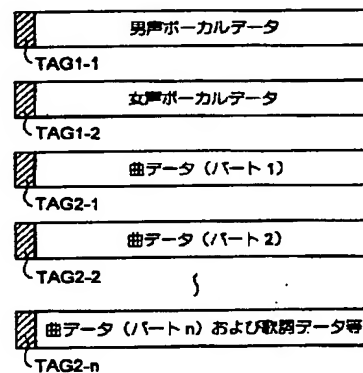 男声ボーカルデータ
TAG1-1
女声ボーカルデータ
TAG1-2
曲データ（パート1）
TAG2-1
曲データ（パート2）
TAG2-2
曲データ（パートn）および歌詞データ等
TAG2-n